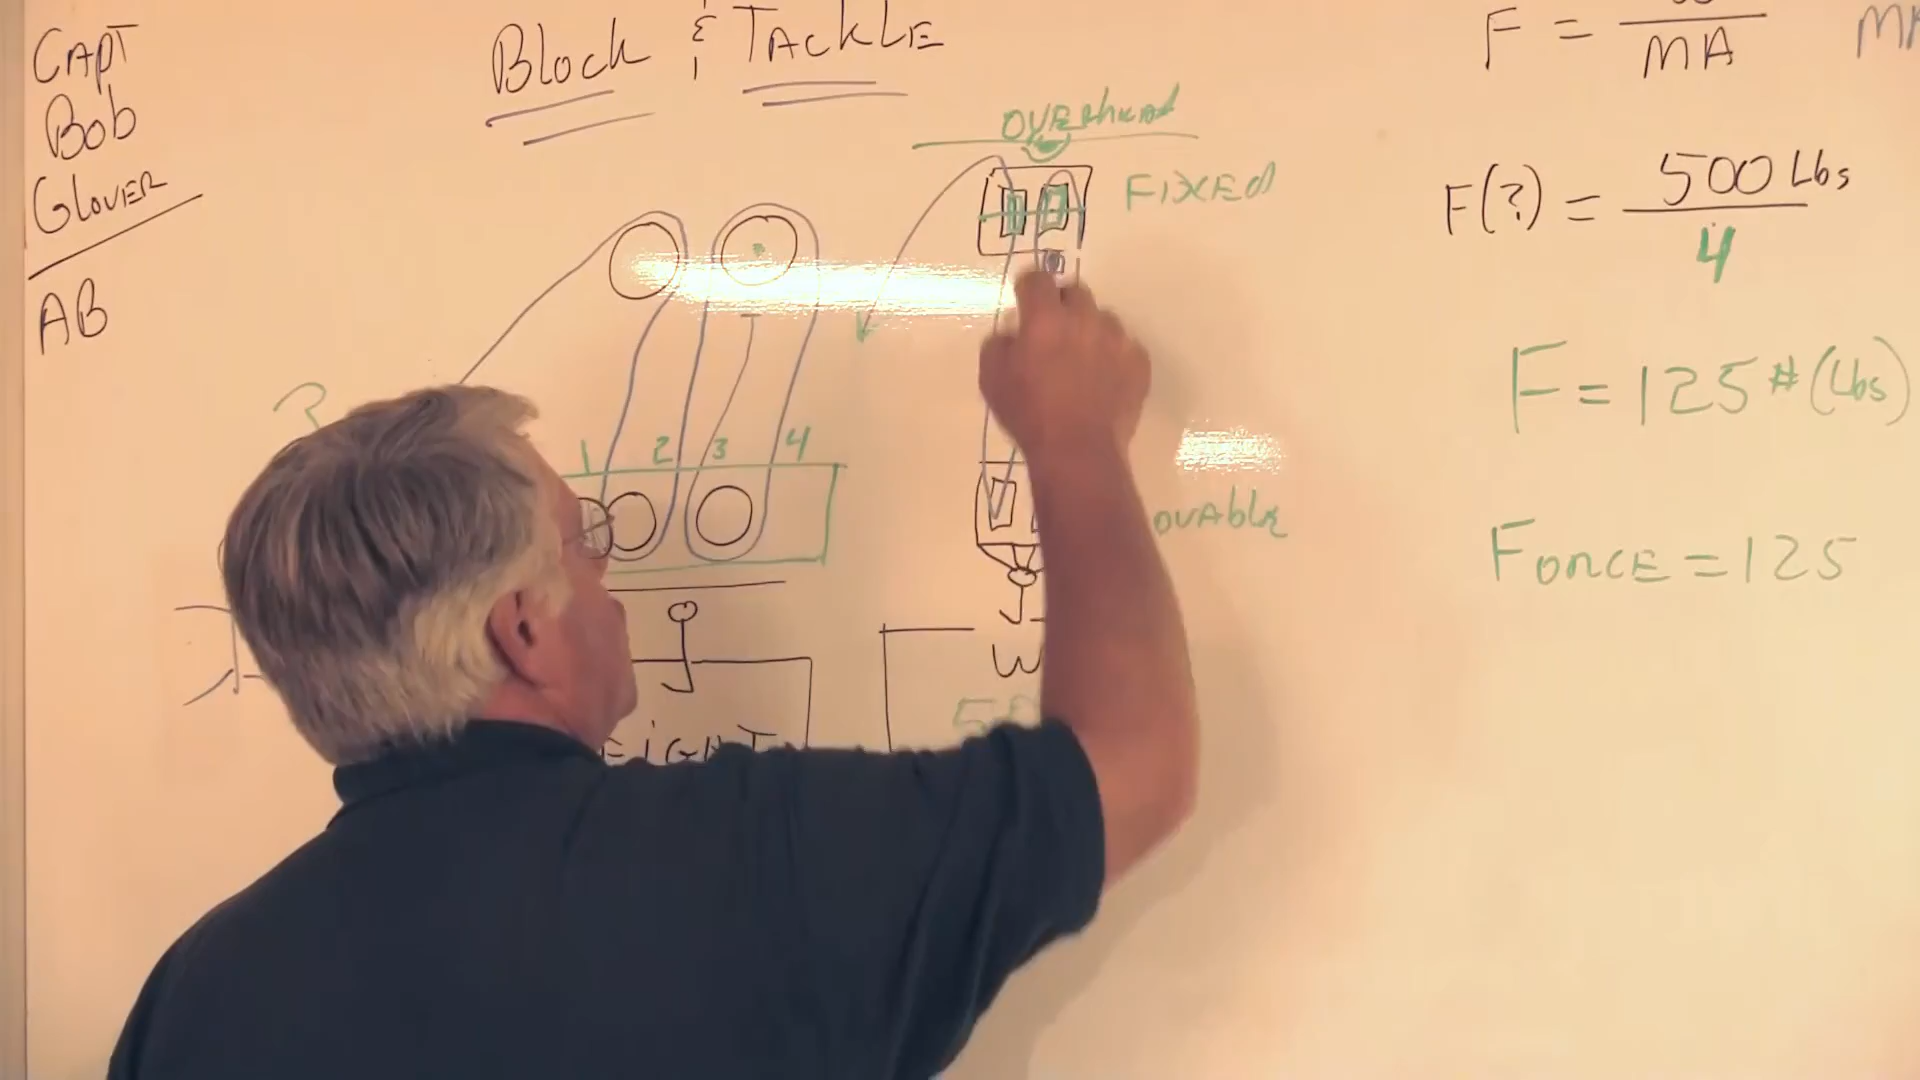 Capt
Bob
Glover
AB
Block & Tackle
Overhead
Fixed
1 2 3 4
F =
MA
F(?) = 500 Lbs
4
F = 125 # (Lbs)
Force = 125